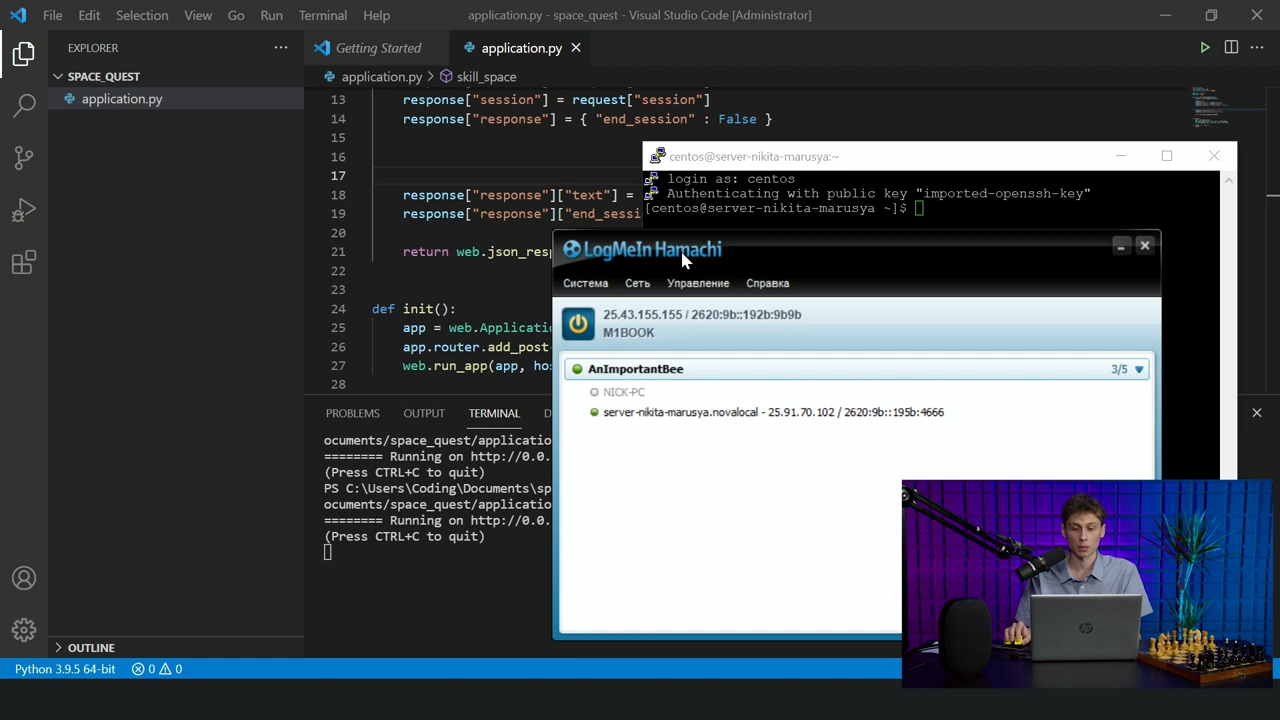 File Edit Selection View Go Run Terminal Help
application.py - space_quest - Visual Studio Code [Administrator]
EXPLORER
SPACE_QUEST
application.py
Getting Started
application.py
application.py > skill_space
13 response["session"] = request["session"]
14 response["response"] = { "end_session" : False }
15
16
17
18 response["response"]["text"] =
19 response["response"]["end_sessi
20
21 return web.json_resp
22
23
24 def init():
25 app = web.Applicatio
26 app.router.add_post
27 web.run_app(app, ho
28
centos@server-nikita-marusya:~
login as: centos
Authenticating with public key "imported-openssh-key"
[centos@server-nikita-marusya ~]$
LogMeIn Hamachi
Система Сеть Управление Справка
25.43.155.155 / 2620:9b::192b:9b9b
M1BOOK
AnImportantBee 3/5
NICK-PC
server-nikita-marusya.novalocal - 25.91.70.102 / 2620:9b::195b:4666
PROBLEMS OUTPUT TERMINAL D
ocuments/space_quest/applicatio
======== Running on http://0.0.
(Press CTRL+C to quit)
PS C:\Users\Coding\Documents\sp
ocuments/space_quest/applicatio
======== Running on http://0.0.
(Press CTRL+C to quit)
OUTLINE
Python 3.9.5 64-bit 0 0
hp